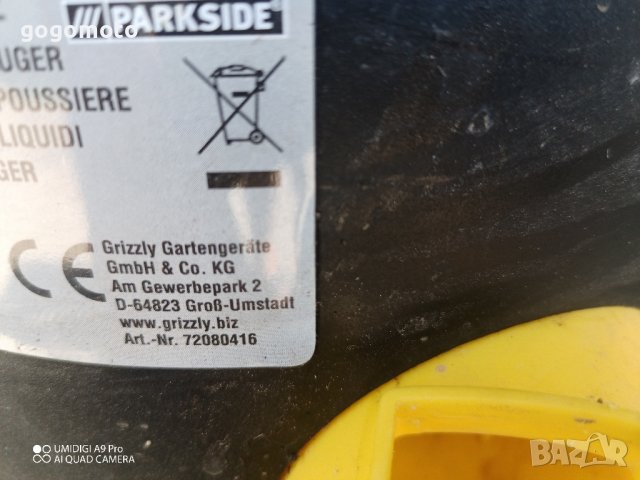 gogomoto
/// PARKSIDE®
UGER
POUSSIERE
LIQUIDI
GER
CE
Grizzly Gartengeräte
GmbH & Co. KG
Am Gewerbepark 2
D-64823 Groß-Umstadt
www.grizzly.biz
Art.-Nr. 72080416
UMIDIGI A9 Pro
AI QUAD CAMERA
BAZAR